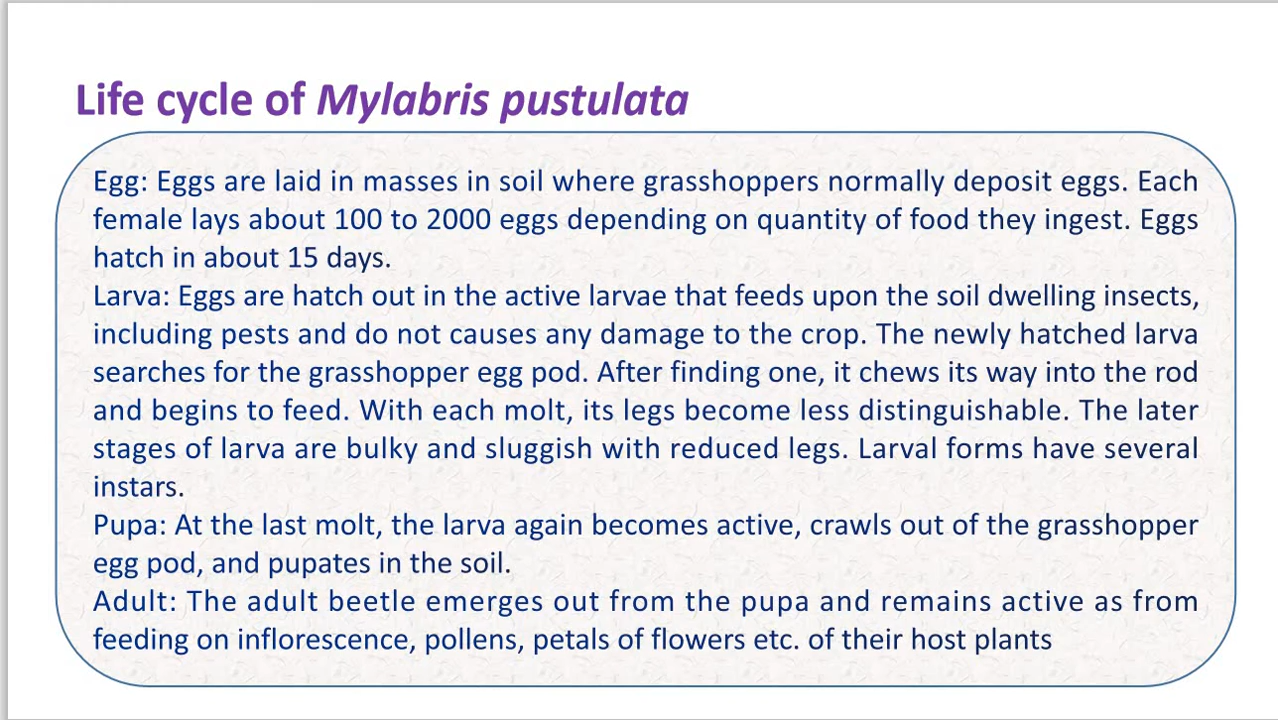 Life cycle of Mylabris pustulata
Egg: Eggs are laid in masses in soil where grasshoppers normally deposit eggs. Each
female lays about 100 to 2000 eggs depending on quantity of food they ingest. Eggs
hatch in about 15 days.
Larva: Eggs are hatch out in the active larvae that feeds upon the soil dwelling insects,
including pests and do not causes any damage to the crop. The newly hatched larva
searches for the grasshopper egg pod. After finding one, it chews its way into the rod
and begins to feed. With each molt, its legs become less distinguishable. The later
stages of larva are bulky and sluggish with reduced legs. Larval forms have several
instars.
Pupa: At the last molt, the larva again becomes active, crawls out of the grasshopper
egg pod, and pupates in the soil.
Adult: The adult beetle emerges out from the pupa and remains active as from
feeding on inflorescence, pollens, petals of flowers etc. of their host plants